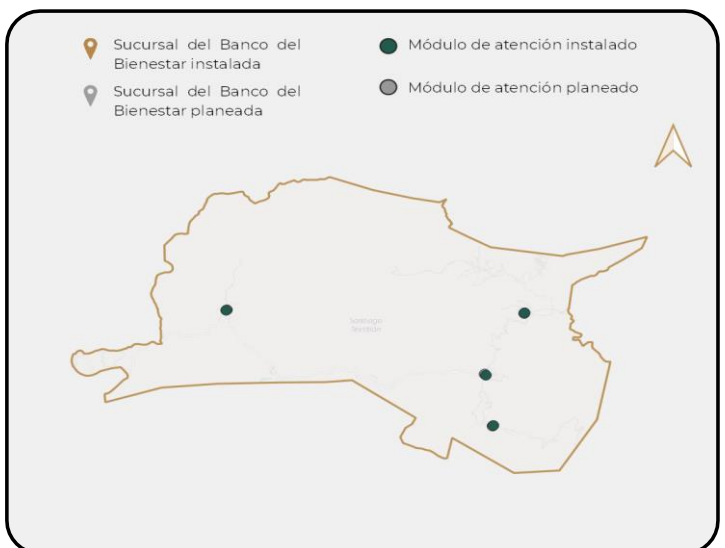 Sucursal del Banco del
Bienestar instalada
Sucursal del Banco del
Bienestar planeada
Módulo de atención instalado
Módulo de atención planeado
Santiago